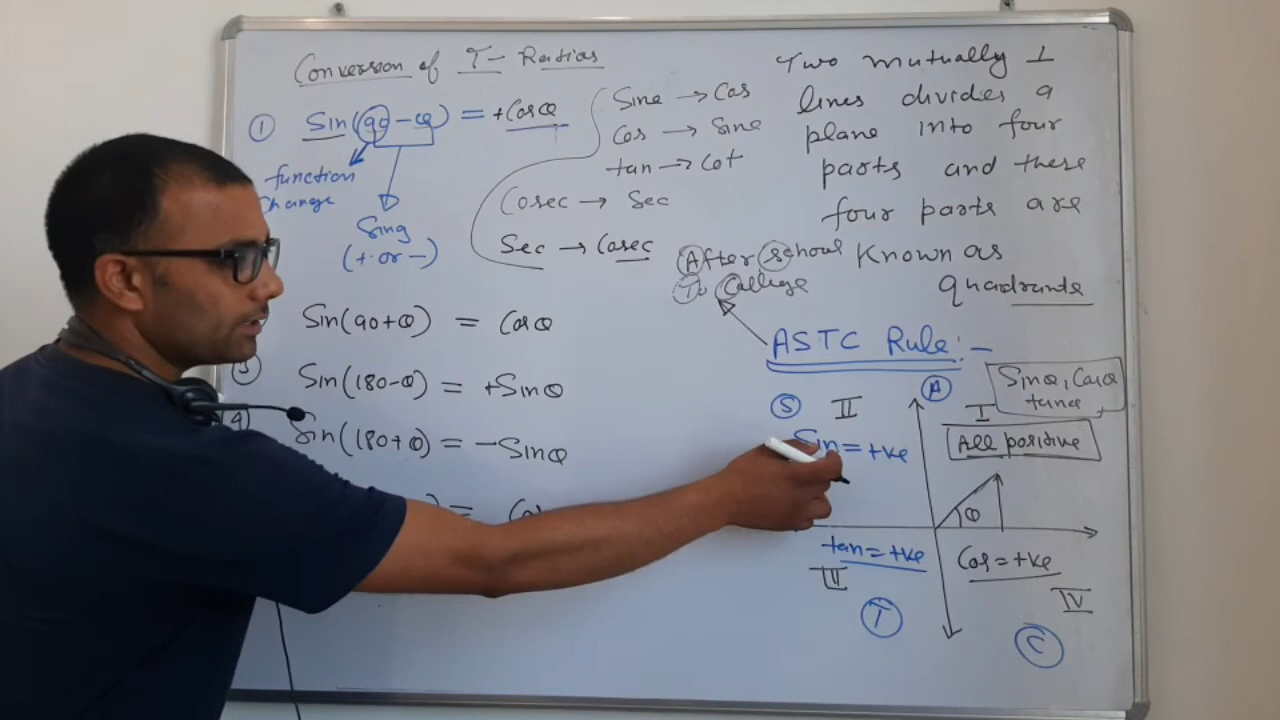 Conversion of T-Ratios
① Sin(90-θ) = +Cosθ
function
change
Sing
(+ or -)
Sine → Cos
Cos → Sine
tan → Cot
Cosec → Sec
Sec → Cosec
Sin(90+θ) = Cosθ
③ Sin(180-θ) = +Sinθ
④ Sin(180+θ) = -Sinθ
Two mutually ⊥
lines divides a
plane into four
parts and these
four parts are
known as
quadrants
After school
To College
ASTC Rule:-
Ⓢ II
Sin = +ve
Ⓐ
I
Sinθ, Cosθ
tanθ,
All positive
θ
tan = +ve
Ⓣ
Cos = +ve
IV
Ⓒ